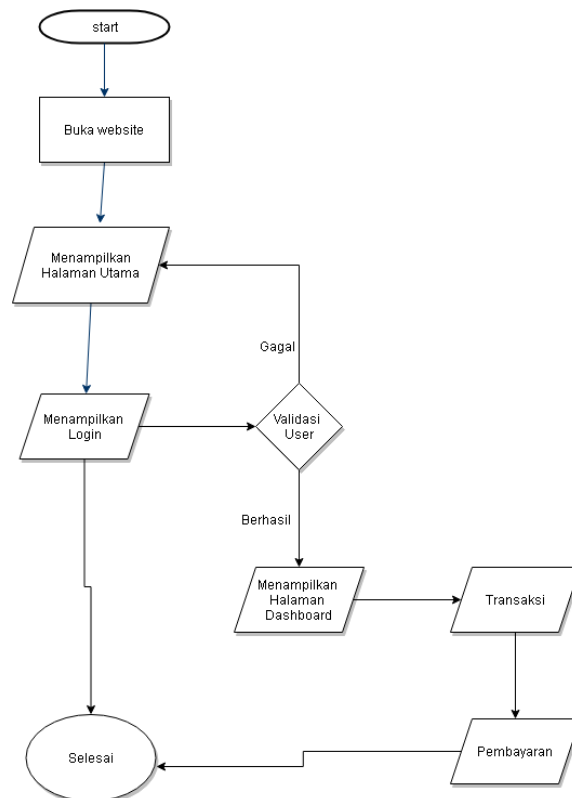 start
Buka website
Menampilkan
Halaman Utama
Gagal
Menampilkan
Login
Validasi
User
Berhasil
Menampilkan
Halaman
Dashboard
Transaksi
Selesai
Pembayaran